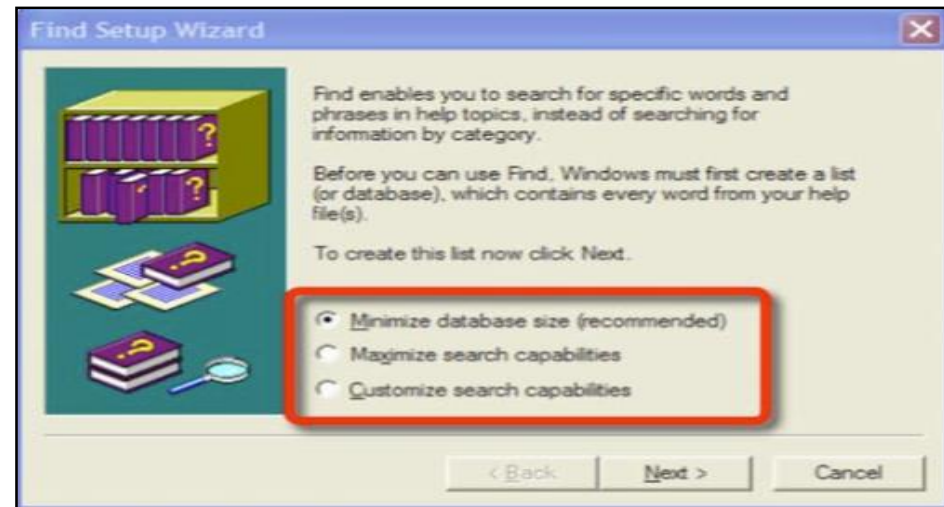 Find Setup Wizard
Find enables you to search for specific words and
phrases in help topics, instead of searching for
information by category.
Before you can use Find, Windows must first create a list
(or database), which contains every word from your help
file(s).
To create this list now click Next.
Minimize database size (recommended)
Maximize search capabilities
Customize search capabilities
< Back
Next >
Cancel